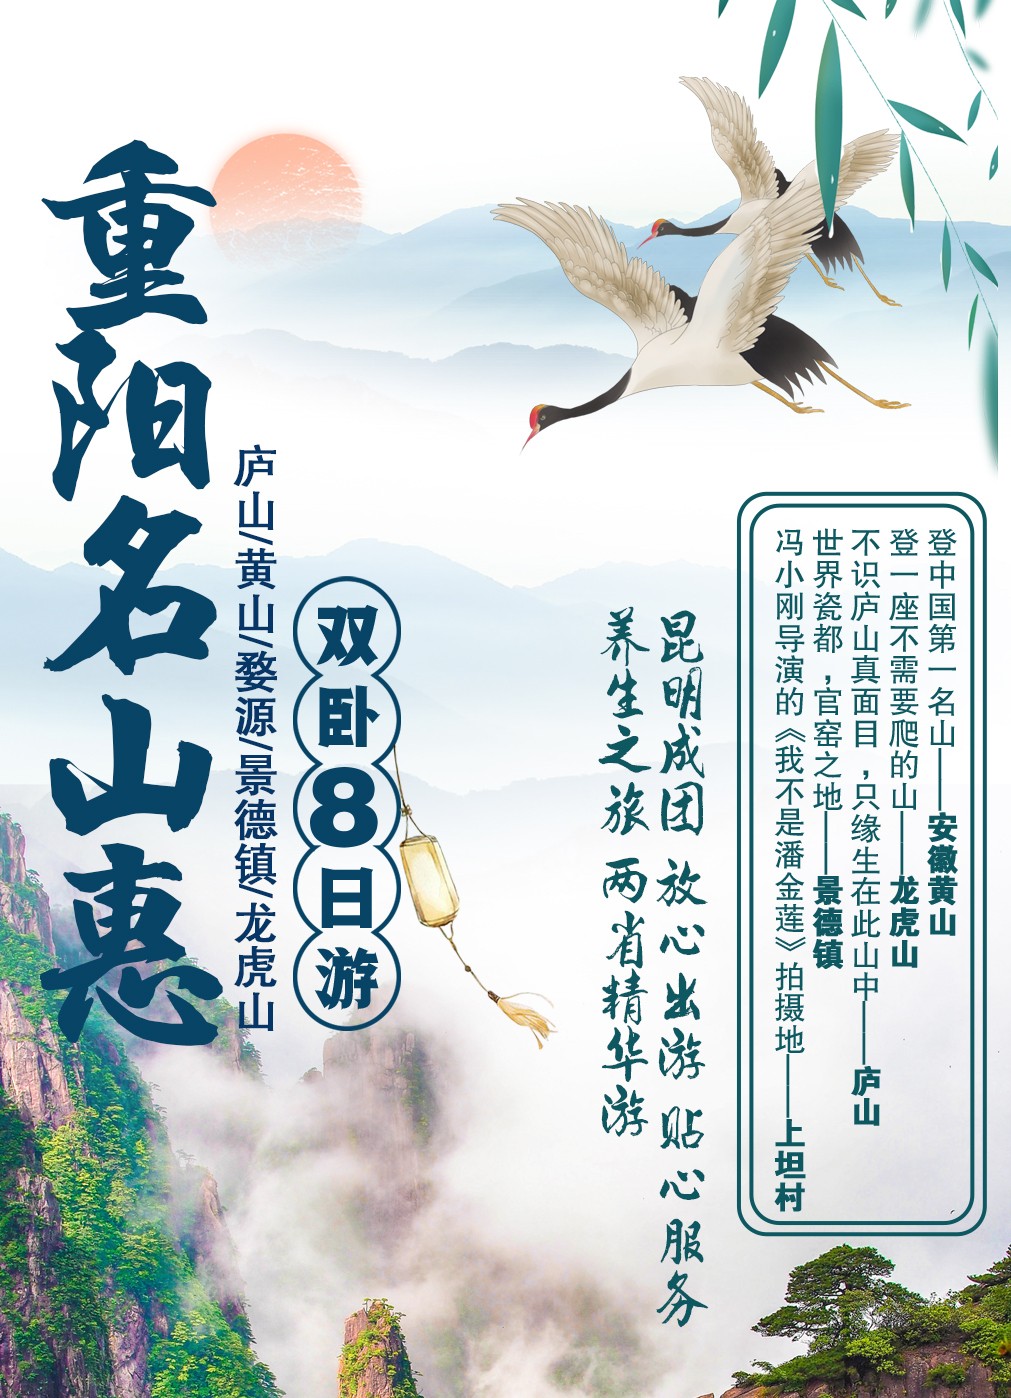 重阳名山惠
庐山/黄山/婺源/景德镇/龙虎山
双卧8日游
昆明成团 放心出游 贴心服务
养生之旅 两省精华游
登中国第一名山——安徽黄山
登一座不需要爬的山——龙虎山
不识庐山真面目,只缘生在此山中——庐山
世界瓷都,官窑之地——景德镇
冯小刚导演的《我不是潘金莲》拍摄地——上坦村